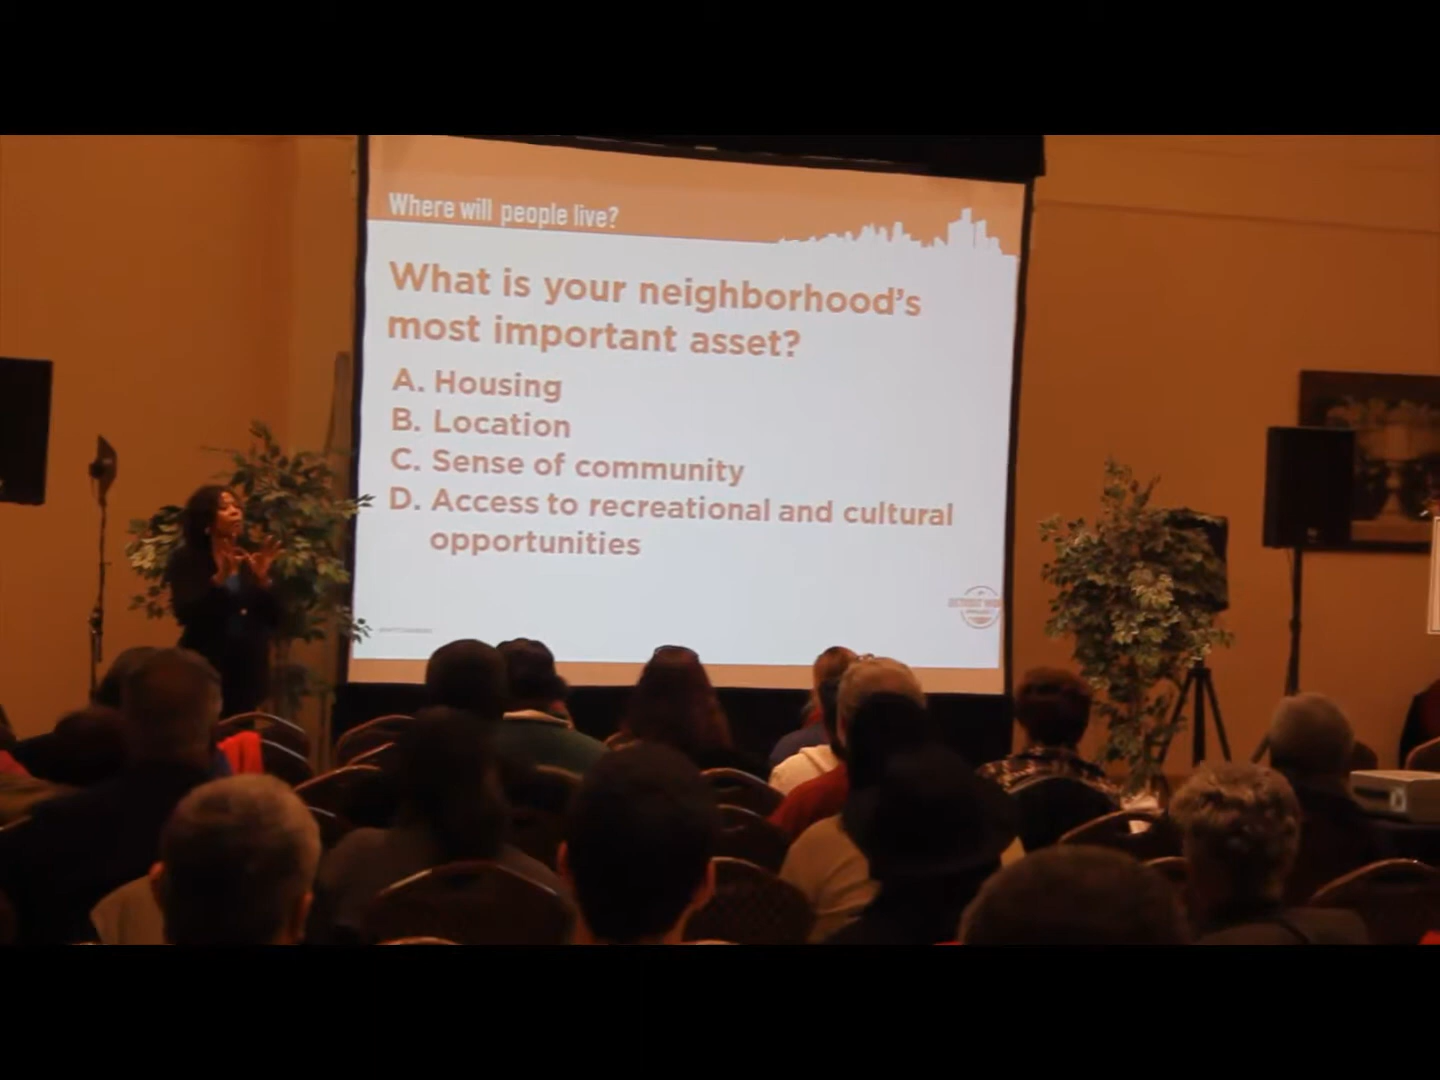 Where will people live?
What is your neighborhood's
most important asset?
A. Housing
B. Location
C. Sense of community
D. Access to recreational and cultural
opportunities